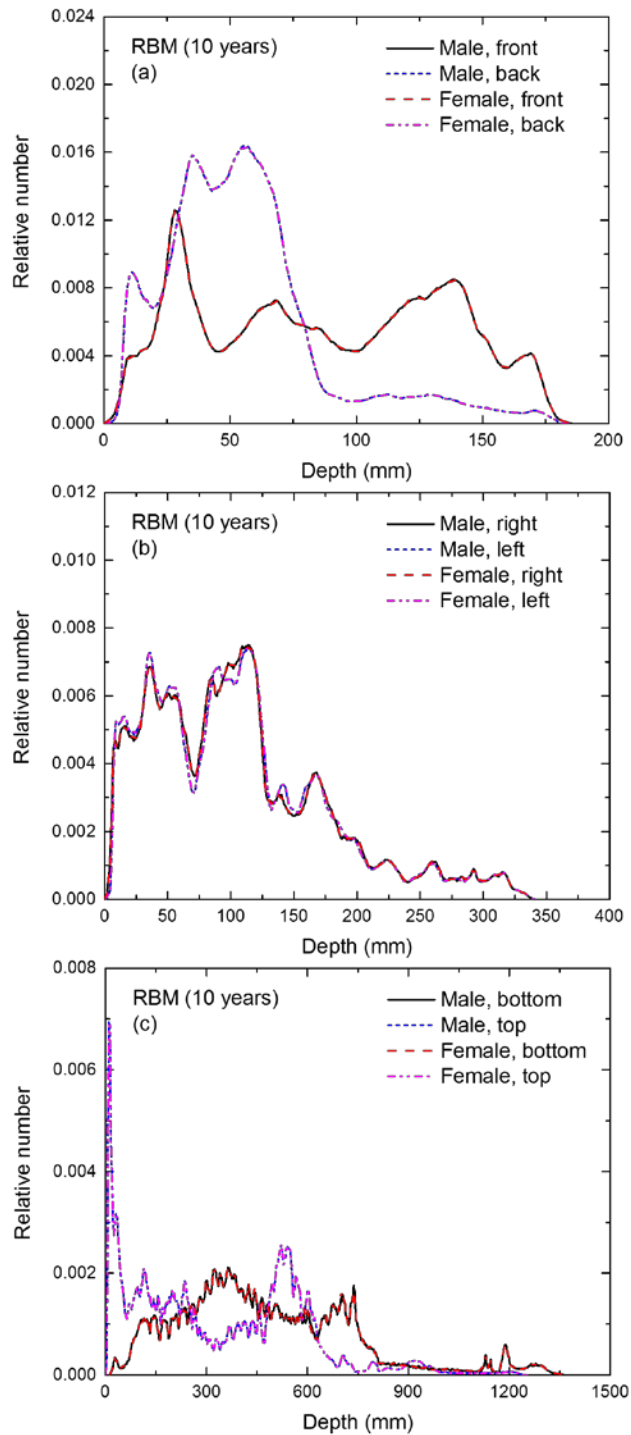 RBM (10 years)
(a)
Male, front
Male, back
Female, front
Female, back
Relative number
0.024
0.020
0.016
0.012
0.008
0.004
0.000
0
50
100
150
200
Depth (mm)
RBM (10 years)
(b)
Male, right
Male, left
Female, right
Female, left
Relative number
0.012
0.010
0.008
0.006
0.004
0.002
0.000
0
50
100
150
200
250
300
350
400
Depth (mm)
RBM (10 years)
(c)
Male, bottom
Male, top
Female, bottom
Female, top
Relative number
0.008
0.006
0.004
0.002
0.000
0
300
600
900
1200
1500
Depth (mm)